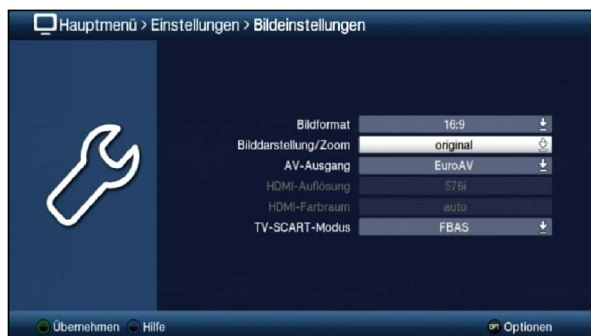 Hauptmenü > Einstellungen > Bildeinstellungen
Bildformat 16:9
Bilddarstellung/Zoom original
AV-Ausgang EuroAV
HDMI-Auflösung 576i
HDMI-Farbraum auto
TV-SCART-Modus FBAS
Übernehmen Hilfe OPT Optionen